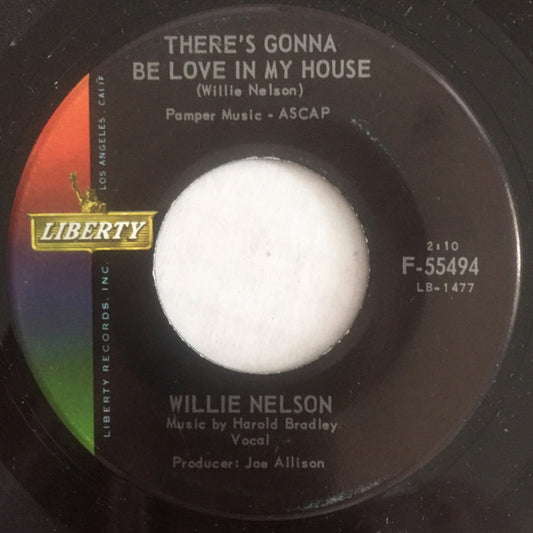 THERE'S GONNA
BE LOVE IN MY HOUSE
(Willie Nelson)
Pamper Music - ASCAP
LIBERTY
LIBERTY RECORDS, INC. LOS ANGELES, CALIF.
2:10
F-55494
LB-1477
WILLIE NELSON
Music by Harold Bradley
Vocal
Producer: Joe Allison